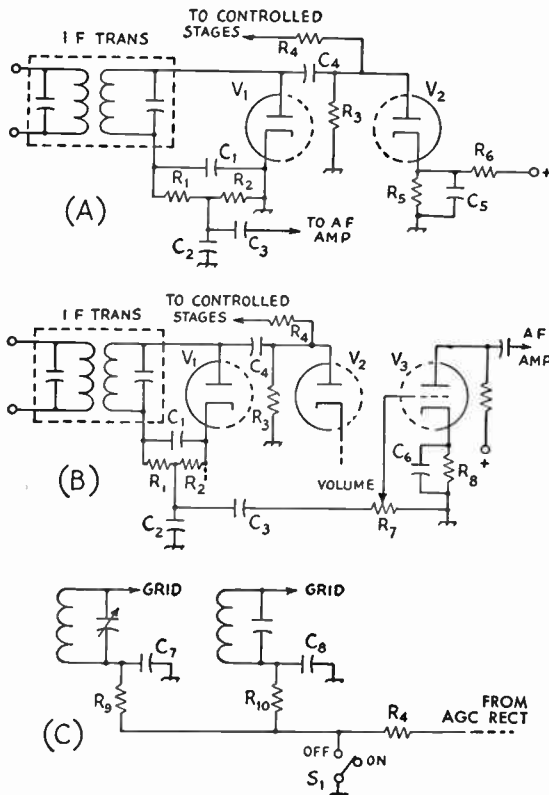 TO CONTROLLED
STAGES
R4
I F TRANS
C4
V1
V2
R3
C1
R6
+
R1
R2
R5
C5
(A)
C2
C3
TO AF
AMP
TO CONTROLLED
STAGES
R4
I F TRANS
V1
C4
V2
V3
AF
AMP
R3
C1
+
(B)
R1
R2
C6
R8
VOLUME
C2
C3
R7
GRID
GRID
C7
C8
R9
R10
FROM
AGC RECT
R4
(C)
OFF
ON
S1